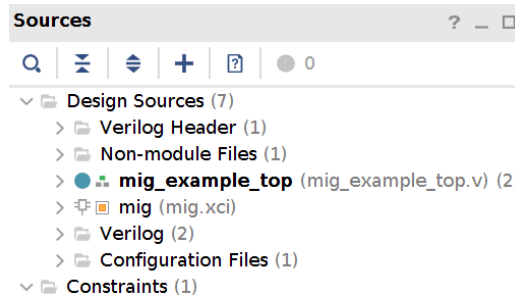 Sources ? _
0
Design Sources (7)
Verilog Header (1)
Non-module Files (1)
mig_example_top (mig_example_top.v) (2
mig (mig.xci)
Verilog (2)
Configuration Files (1)
Constraints (1)